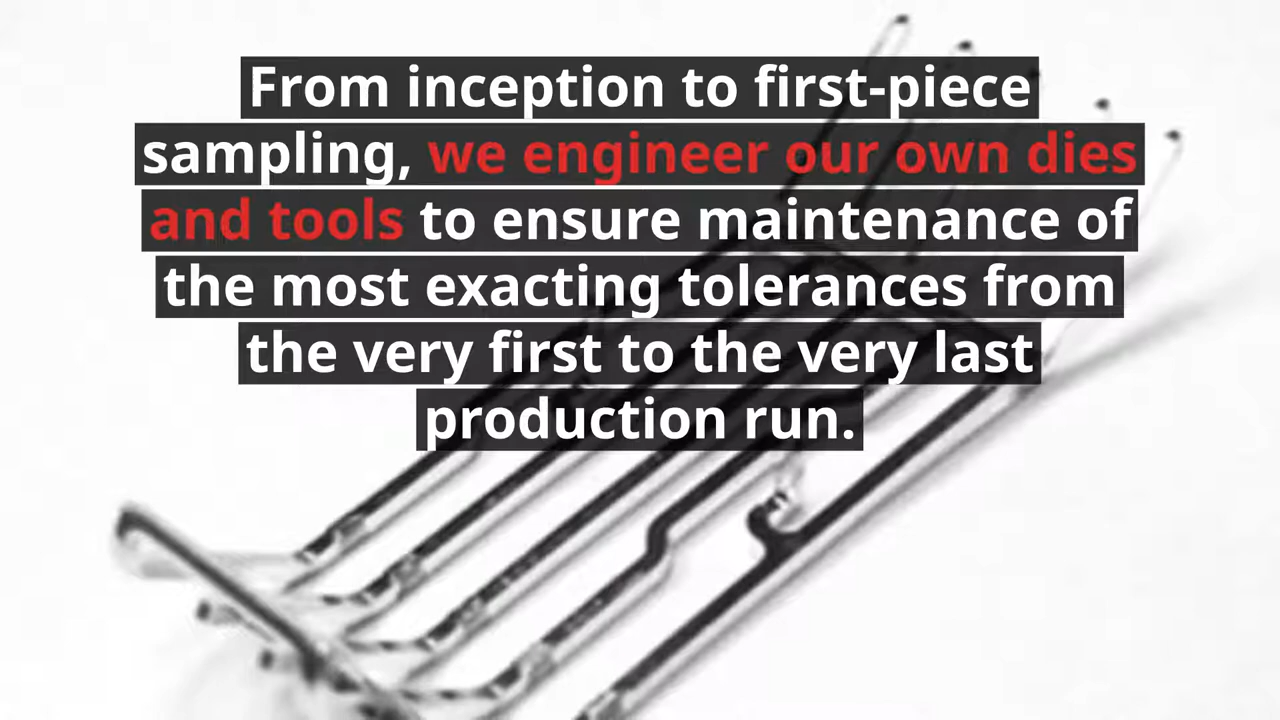 From inception to first-piece
sampling, we engineer our own dies
and tools to ensure maintenance of
the most exacting tolerances from
the very first to the very last
production run.